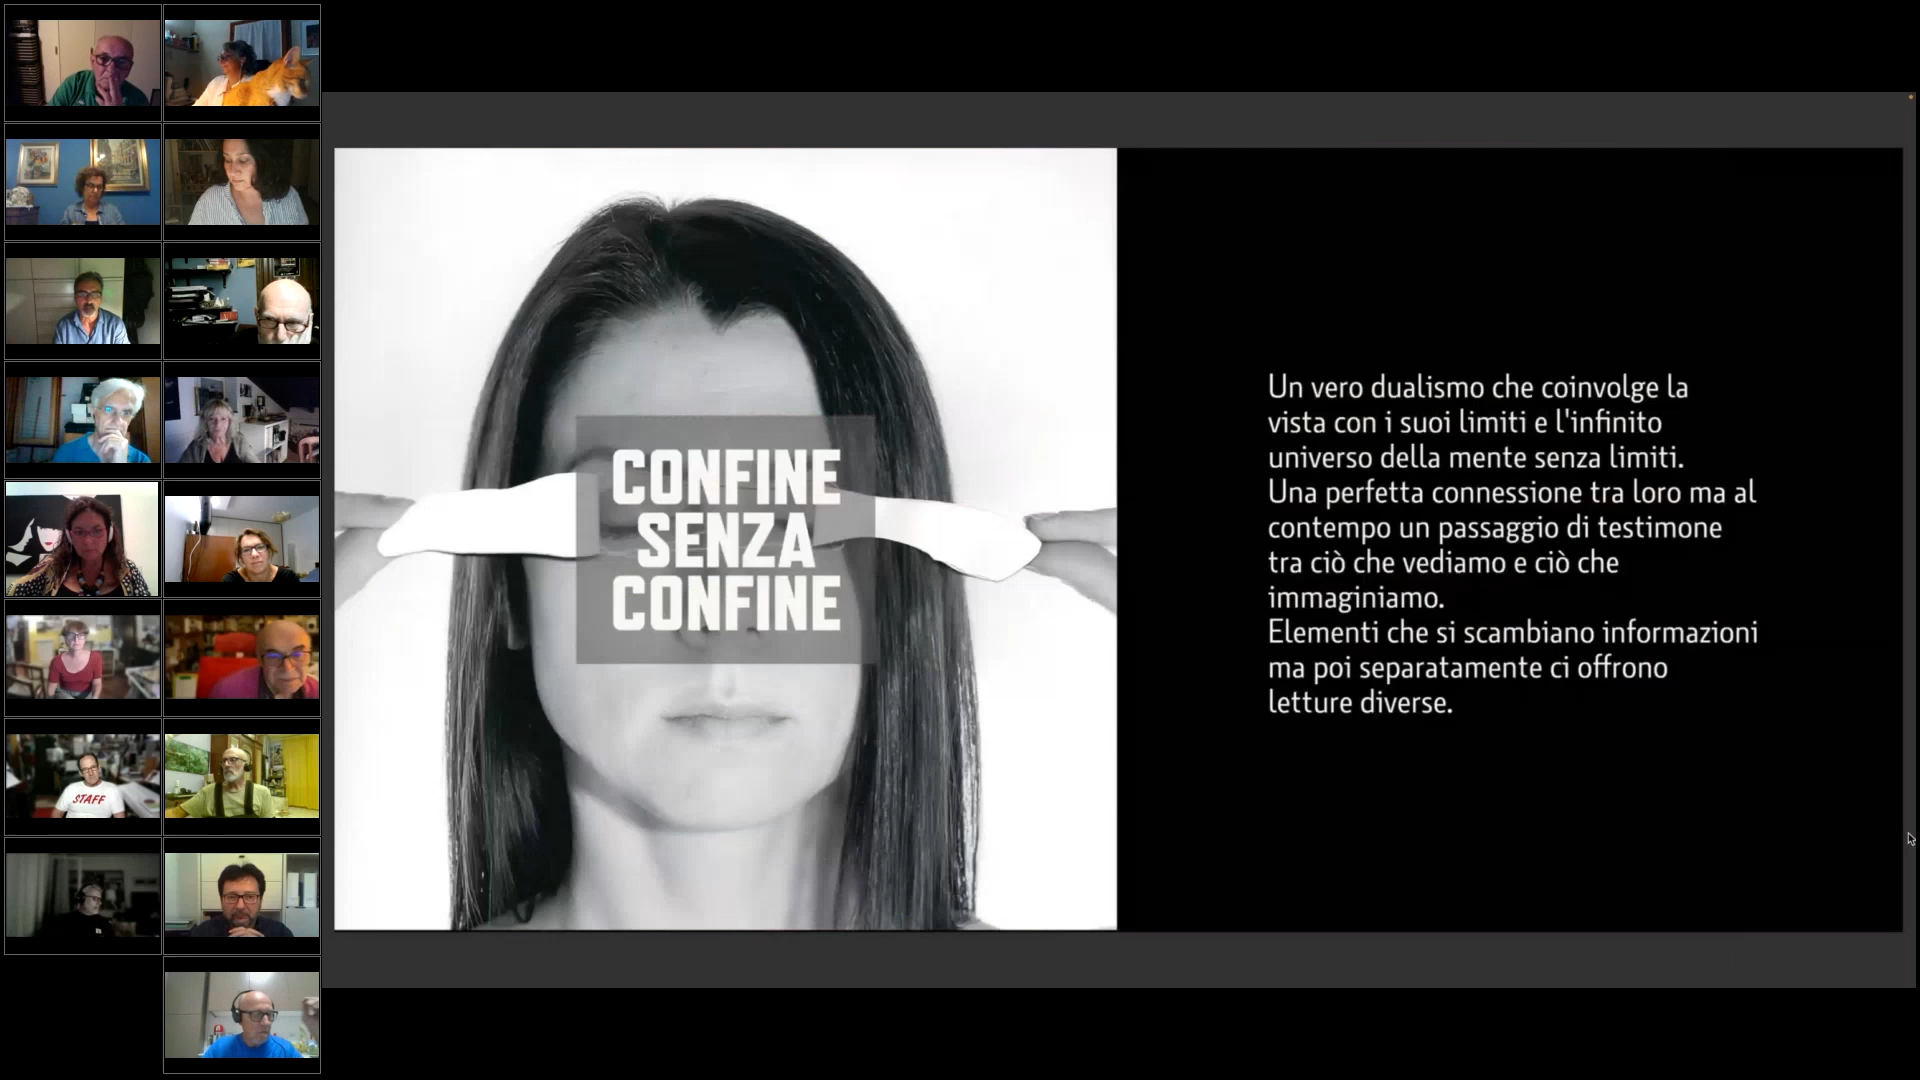 CONFINE
SENZA
CONFINE
Un vero dualismo che coinvolge la
vista con i suoi limiti e l'infinito
universo della mente senza limiti.
Una perfetta connessione tra loro ma al
contempo un passaggio di testimone
tra ciò che vediamo e ciò che
immaginiamo.
Elementi che si scambiano informazioni
ma poi separatamente ci offrono
letture diverse.
STAFF